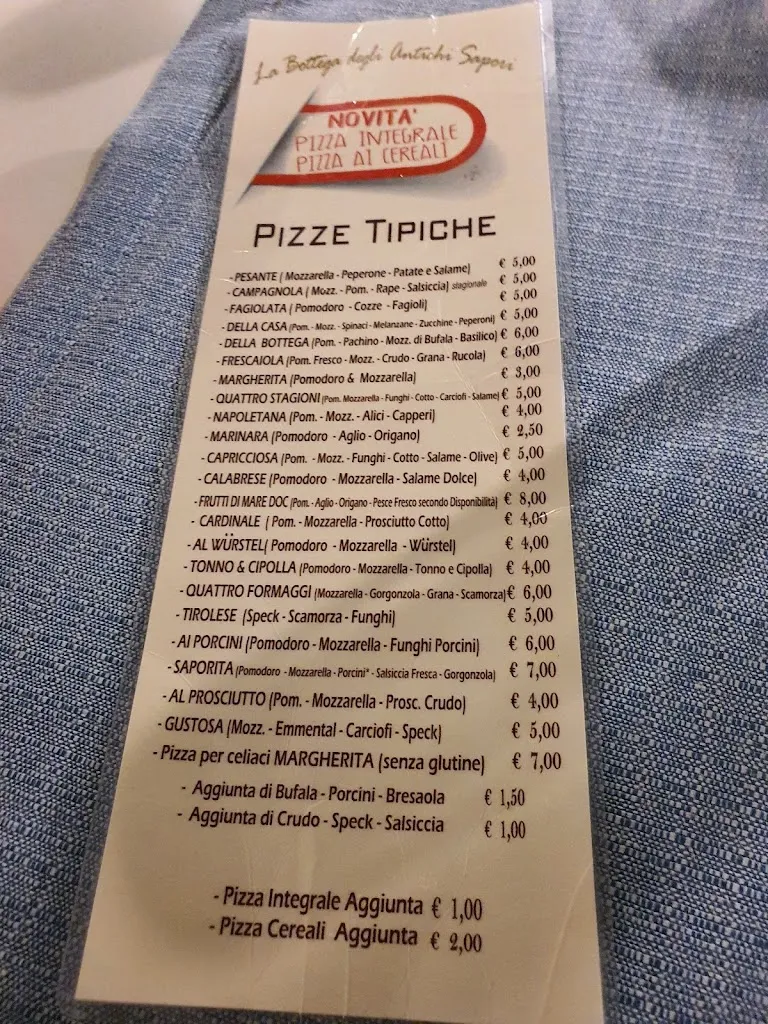 La Bottega degli Antichi Sapori
NOVITA'
PIZZA INTEGRALE
PIZZA AI CEREALI
PIZZE TIPICHE
- PESANTE ( Mozzarella - Peperone - Patate e Salame) € 5,00
- CAMPAGNOLA ( Mozz. - Pom. - Rape - Salsiccia) stagionale € 5,00
- FAGIOLATA ( Pomodoro - Cozze - Fagioli) € 5,00
- DELLA CASA (Pom. - Mozz. - Spinaci - Melanzane - Zucchine - Peperoni) € 5,00
- DELLA BOTTEGA (Pom. - Pachino - Mozz. di Bufala - Basilico) € 6,00
- FRESCAIOLA (Pom. Fresco - Mozz. - Crudo - Grana - Rucola) € 6,00
- MARGHERITA (Pomodoro & Mozzarella) € 3,00
- QUATTRO STAGIONI (Pom. Mozzarella - Funghi - Cotto - Carciofi - Salame) € 5,00
- NAPOLETANA (Pom. - Mozz. - Alici - Capperi) € 4,00
- MARINARA (Pomodoro - Aglio - Origano) € 2,50
- CAPRICCIOSA (Pom. - Mozz. - Funghi - Cotto - Salame - Olive) € 5,00
- CALABRESE (Pomodoro - Mozzarella - Salame Dolce) € 4,00
- FRUTTI DI MARE DOC (Pom. - Aglio - Origano - Pesce Fresco secondo Disponibilità) € 8,00
- CARDINALE ( Pom. - Mozzarella - Prosciutto Cotto) € 4,00
- AL WÜRSTEL( Pomodoro - Mozzarella - Würstel) € 4,00
- TONNO & CIPOLLA (Pomodoro - Mozzarella - Tonno e Cipolla) € 4,00
- QUATTRO FORMAGGI (Mozzarella - Gorgonzola - Grana - Scamorza) € 6,00
- TIROLESE (Speck - Scamorza - Funghi) € 5,00
- AI PORCINI (Pomodoro - Mozzarella - Funghi Porcini) € 6,00
- SAPORITA (Pomodoro - Mozzarella - Porcini* - Salsiccia Fresca - Gorgonzola) € 7,00
- AL PROSCIUTTO (Pom. - Mozzarella - Prosc. Crudo) € 4,00
- GUSTOSA (Mozz. - Emmental - Carciofi - Speck) € 5,00
- Pizza per celiaci MARGHERITA (senza glutine) € 7,00
- Aggiunta di Bufala - Porcini - Bresaola € 1,50
- Aggiunta di Crudo - Speck - Salsiccia € 1,00
- Pizza Integrale Aggiunta € 1,00
- Pizza Cereali Aggiunta € 2,00